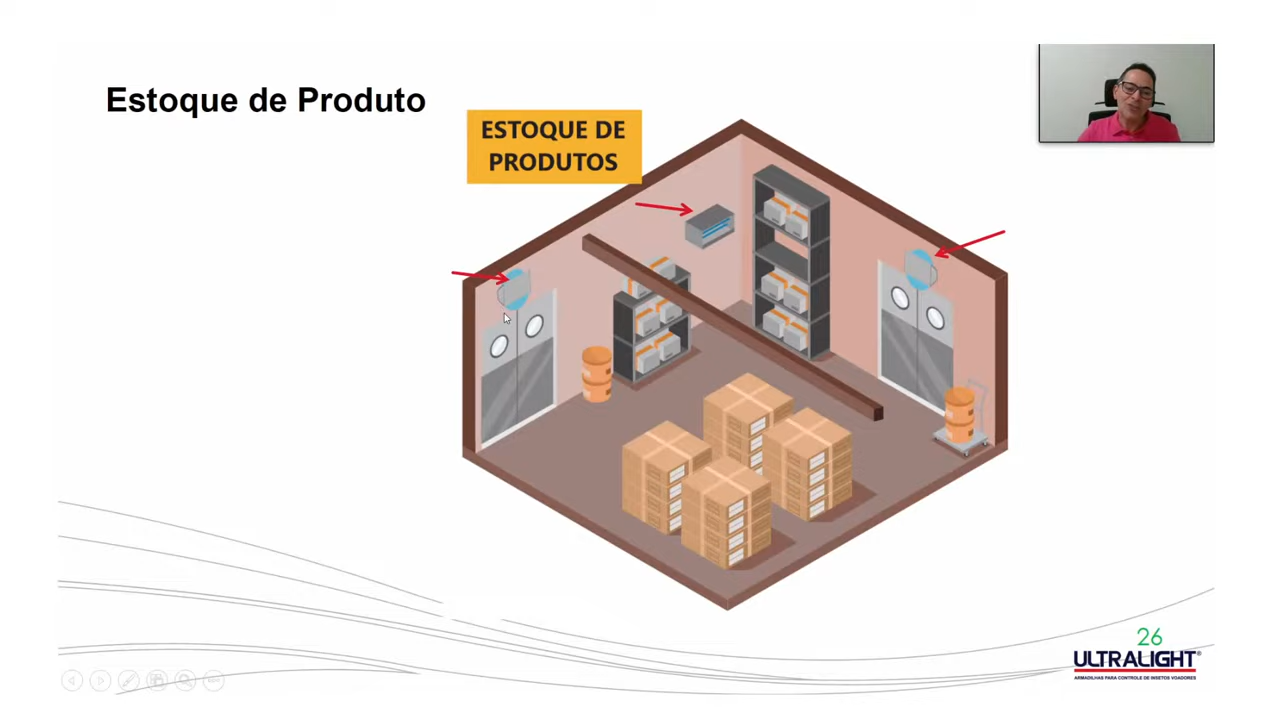 Estoque de Produto
ESTOQUE DE
PRODUTOS
26
ULTRALIGHT®
ARMADILHAS PARA CONTROLE DE INSETOS VOADORES